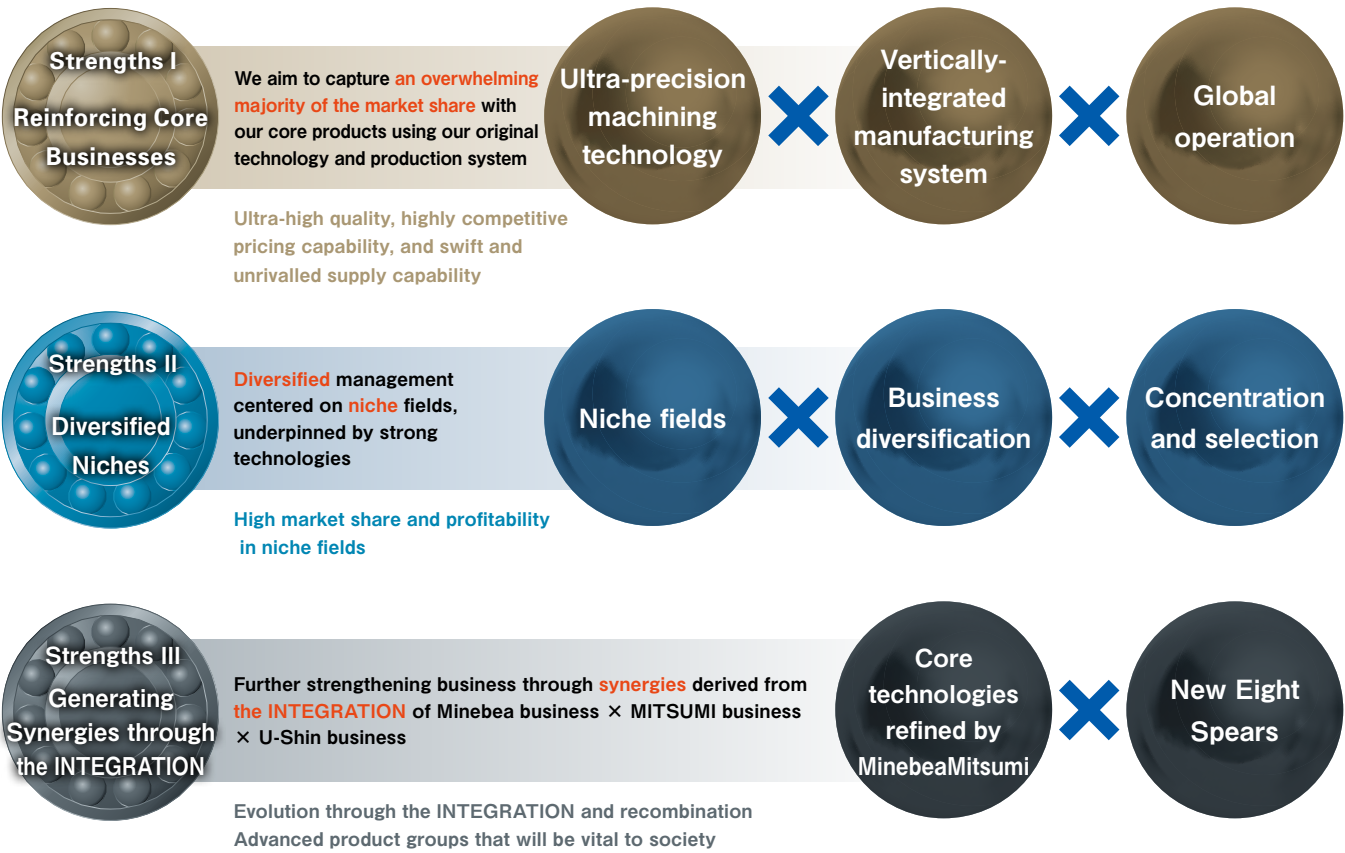 Strengths I
Reinforcing Core
Businesses
We aim to capture an overwhelming
majority of the market share with
our core products using our original
technology and production system
Ultra-high quality, highly competitive
pricing capability, and swift and
unrivalled supply capability
Ultra-precision
machining
technology
Vertically-
integrated
manufacturing
system
Global
operation
Strengths II
Diversified
Niches
Diversified management
centered on niche fields,
underpinned by strong
technologies
High market share and profitability
in niche fields
Niche fields
Business
diversification
Concentration
and selection
Strengths III
Generating
Synergies through
the INTEGRATION
Further strengthening business through synergies derived from
the INTEGRATION of Minebea business × MITSUMI business
× U-Shin business
Evolution through the INTEGRATION and recombination
Advanced product groups that will be vital to society
Core
technologies
refined by
MinebeaMitsumi
New Eight
Spears